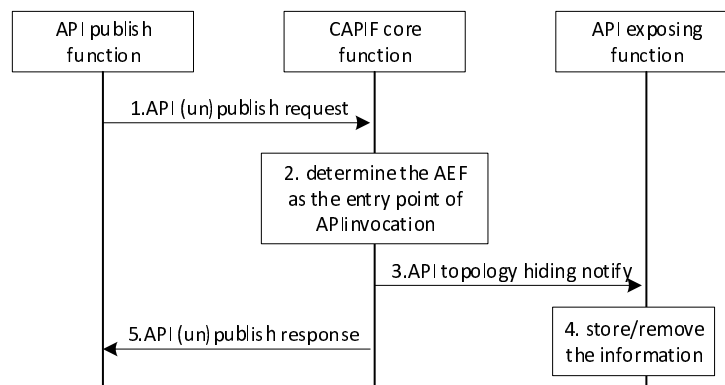 API publish
function
CAPIF core
function
API exposing
function
1.API (un) publish request
2. determine the AEF
as the entry point of
APIinvocation
3.API topology hiding notify
4. store/remove
the information
5.API (un) publish response